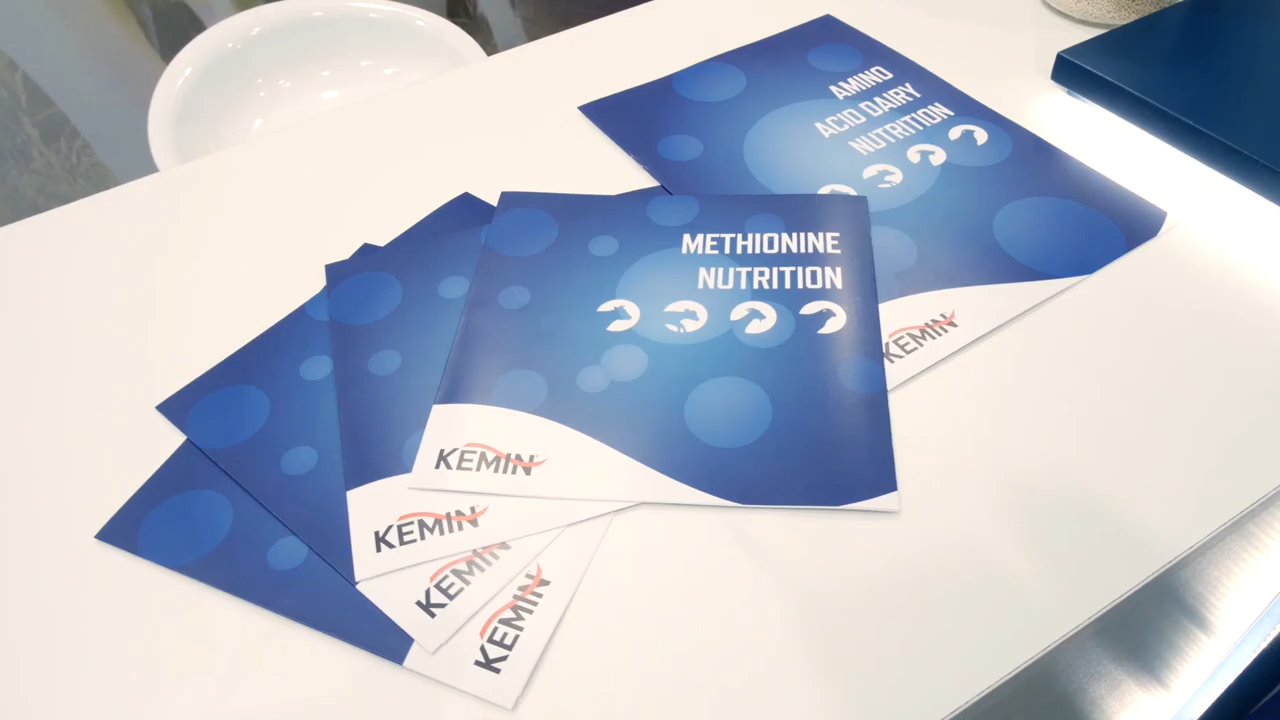 AMINO
ACID DAIRY
NUTRITION
KEMIN
METHIONINE
NUTRITION
KEMIN
KEMIN
KEMIN
KEMIN